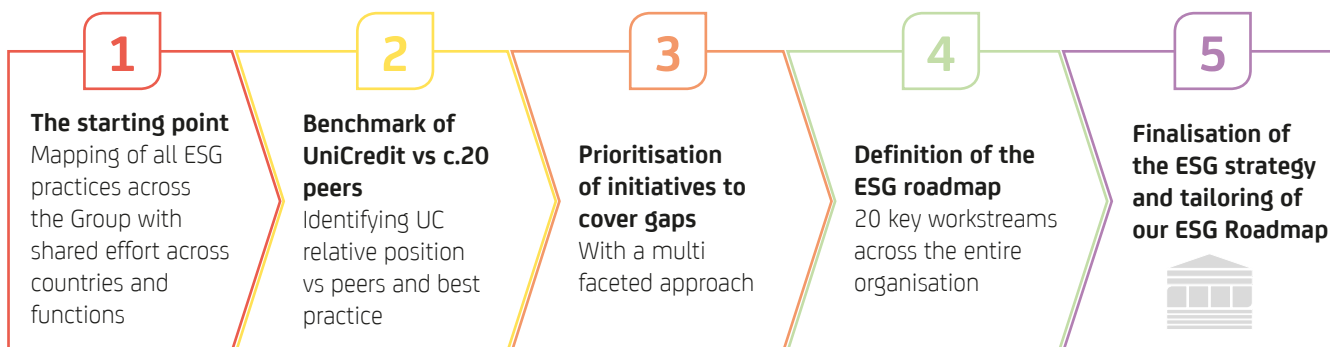 1
The starting point
Mapping of all ESG
practices across
the Group with
shared effort across
countries and
functions
2
Benchmark of
UniCredit vs c.20
peers
Identifying UC
relative position
vs peers and best
practice
3
Prioritisation
of initiatives to
cover gaps
With a multi
faceted approach
4
Definition of the
ESG roadmap
20 key workstreams
across the entire
organisation
5
Finalisation of
the ESG strategy
and tailoring of
our ESG Roadmap